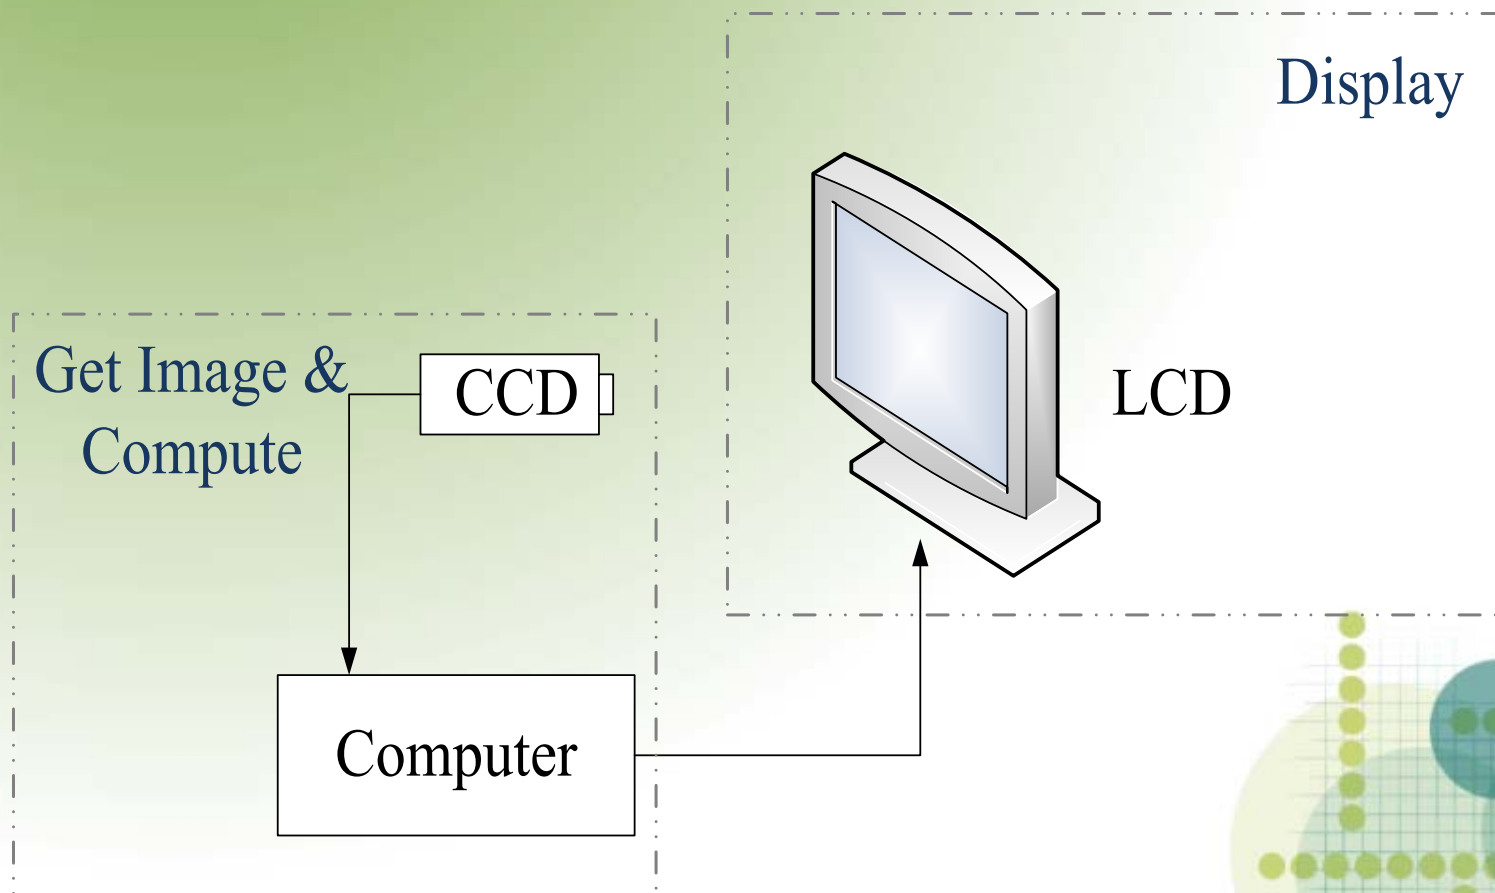 Display
Get Image &
Compute
CCD
LCD
Computer